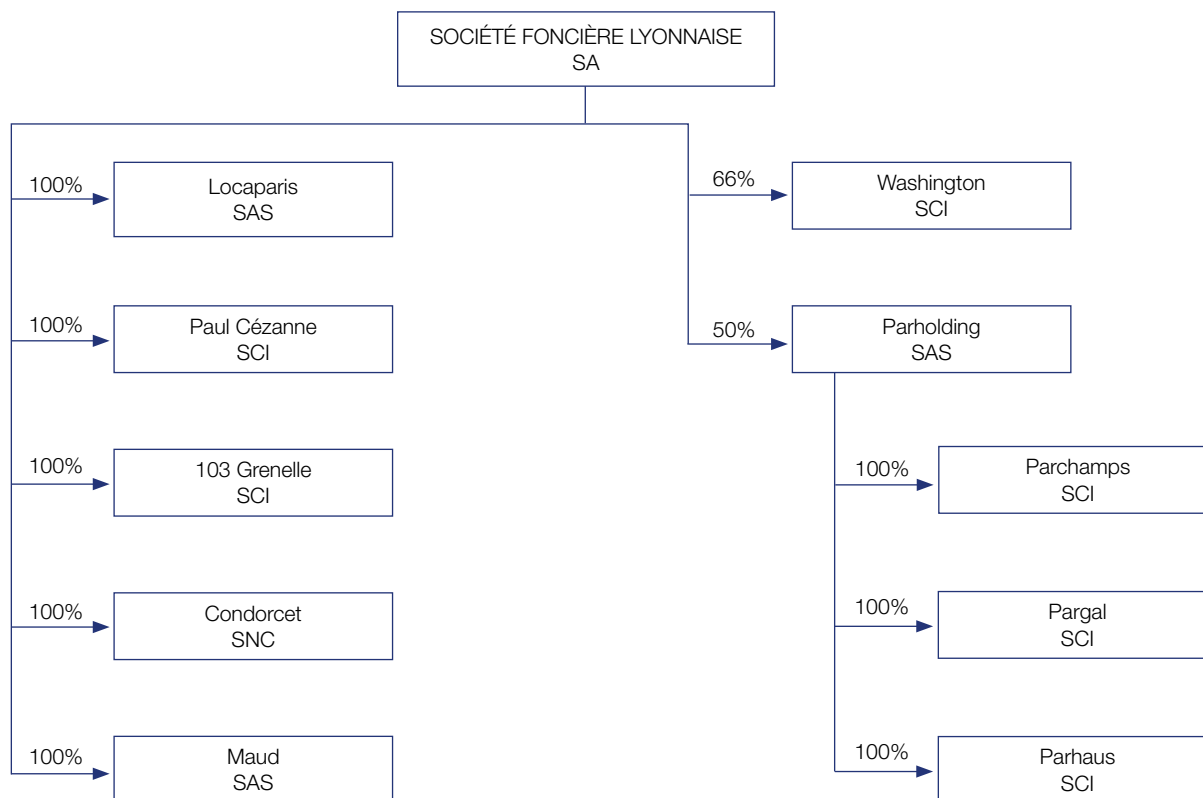 SOCIÉTÉ FONCIÈRE LYONNAISE
SA
100%
Locaparis
SAS
66%
Washington
SCI
100%
Paul Cézanne
SCI
50%
Parholding
SAS
100%
103 Grenelle
SCI
100%
Parchamps
SCI
100%
Condorcet
SNC
100%
Pargal
SCI
100%
Maud
SAS
100%
Parhaus
SCI